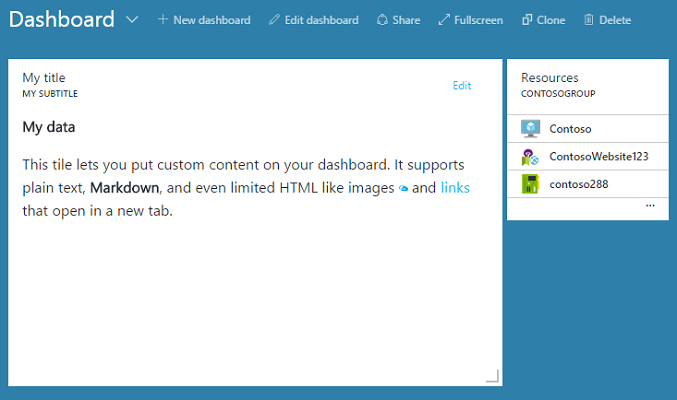 Dashboard
New dashboard
Edit dashboard
Share
Fullscreen
Clone
Delete
My title
MY SUBTITLE
Edit
My data
This tile lets you put custom content on your dashboard. It supports
plain text, Markdown, and even limited HTML like images and links
that open in a new tab.
Resources
CONTOSOGROUP
Contoso
ContosoWebsite123
contoso288
...